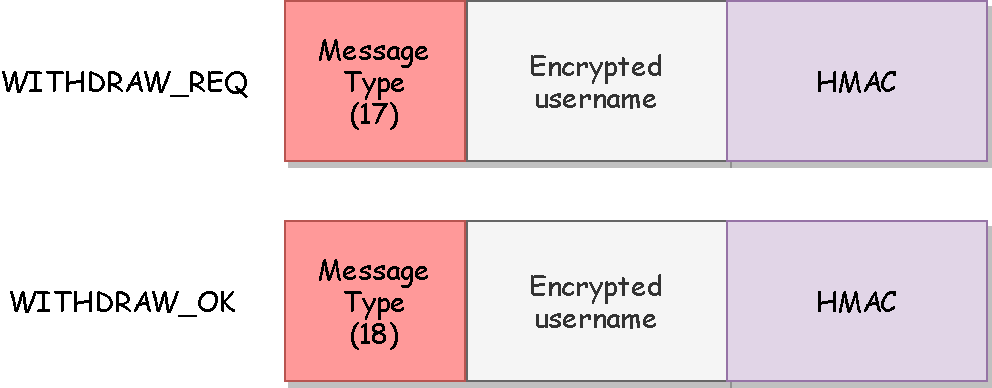 WITHDRAW_REQ
Message
Type
(17)
Encrypted
username
HMAC
WITHDRAW_OK
Message
Type
(18)
Encrypted
username
HMAC